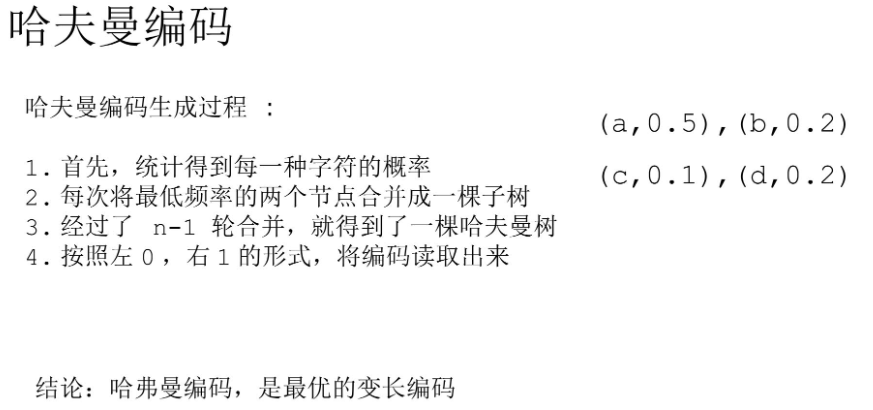 哈夫曼编码
哈夫曼编码生成过程 :
(a,0.5),(b,0.2)
(c,0.1),(d,0.2)
1.首先，统计得到每一种字符的概率
2.每次将最低频率的两个节点合并成一棵子树
3.经过了 n-1 轮合并，就得到了一棵哈夫曼树
4.按照左0，右1的形式，将编码读取出来
结论：哈弗曼编码，是最优的变长编码